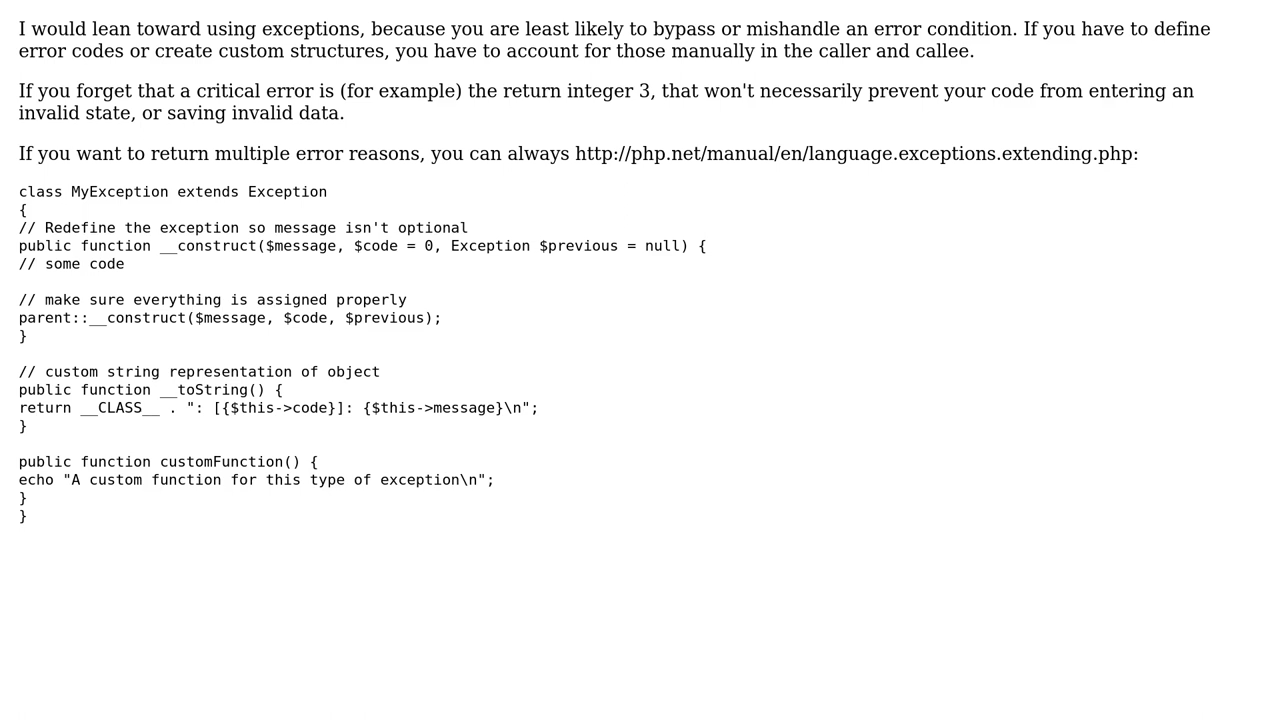 I would lean toward using exceptions, because you are least likely to bypass or mishandle an error condition. If you have to define
error codes or create custom structures, you have to account for those manually in the caller and callee.
If you forget that a critical error is (for example) the return integer 3, that won't necessarily prevent your code from entering an
invalid state, or saving invalid data.
If you want to return multiple error reasons, you can always http://php.net/manual/en/language.exceptions.extending.php:
class MyException extends Exception
{
// Redefine the exception so message isn't optional
public function __construct($message, $code = 0, Exception $previous = null) {
// some code
// make sure everything is assigned properly
parent::__construct($message, $code, $previous);
}
// custom string representation of object
public function __toString() {
return __CLASS__ . ": [{$this->code}]: {$this->message}\n";
}
public function customFunction() {
echo "A custom function for this type of exception\n";
}
}